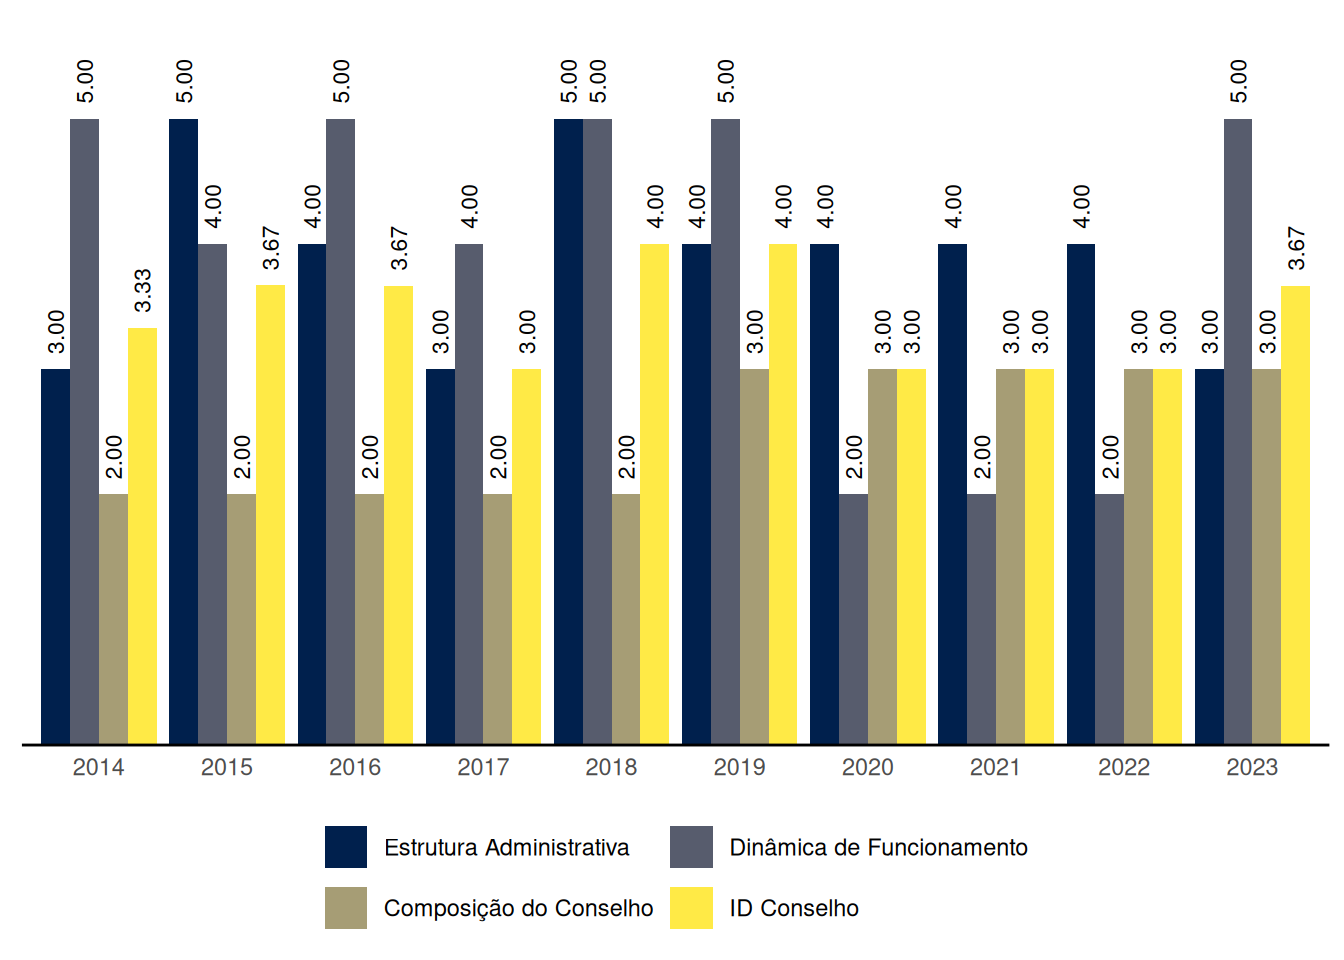 3.00 5.00 2.00 3.33 5.00 4.00 2.00 3.67 4.00 5.00 2.00 3.67 3.00 4.00 2.00 3.00 5.00 5.00 2.00 4.00 4.00 5.00 3.00 4.00 4.00 2.00 3.00 3.00 4.00 2.00 3.00 3.00 4.00 2.00 3.00 3.00 3.00 5.00 3.00 3.67
2014 2015 2016 2017 2018 2019 2020 2021 2022 2023
Estrutura Administrativa Dinâmica de Funcionamento
Composição do Conselho ID Conselho